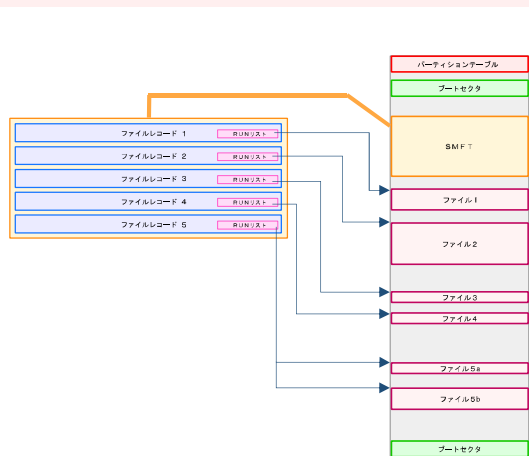 パーティションテーブル
ブートセクタ
$MFT
ファイルレコード 1 RUNリスト
ファイルレコード 2 RUNリスト
ファイルレコード 3 RUNリスト
ファイルレコード 4 RUNリスト
ファイルレコード 5 RUNリスト
ファイル1
ファイル2
ファイル3
ファイル4
ファイル5a
ファイル5b
ブートセクタ